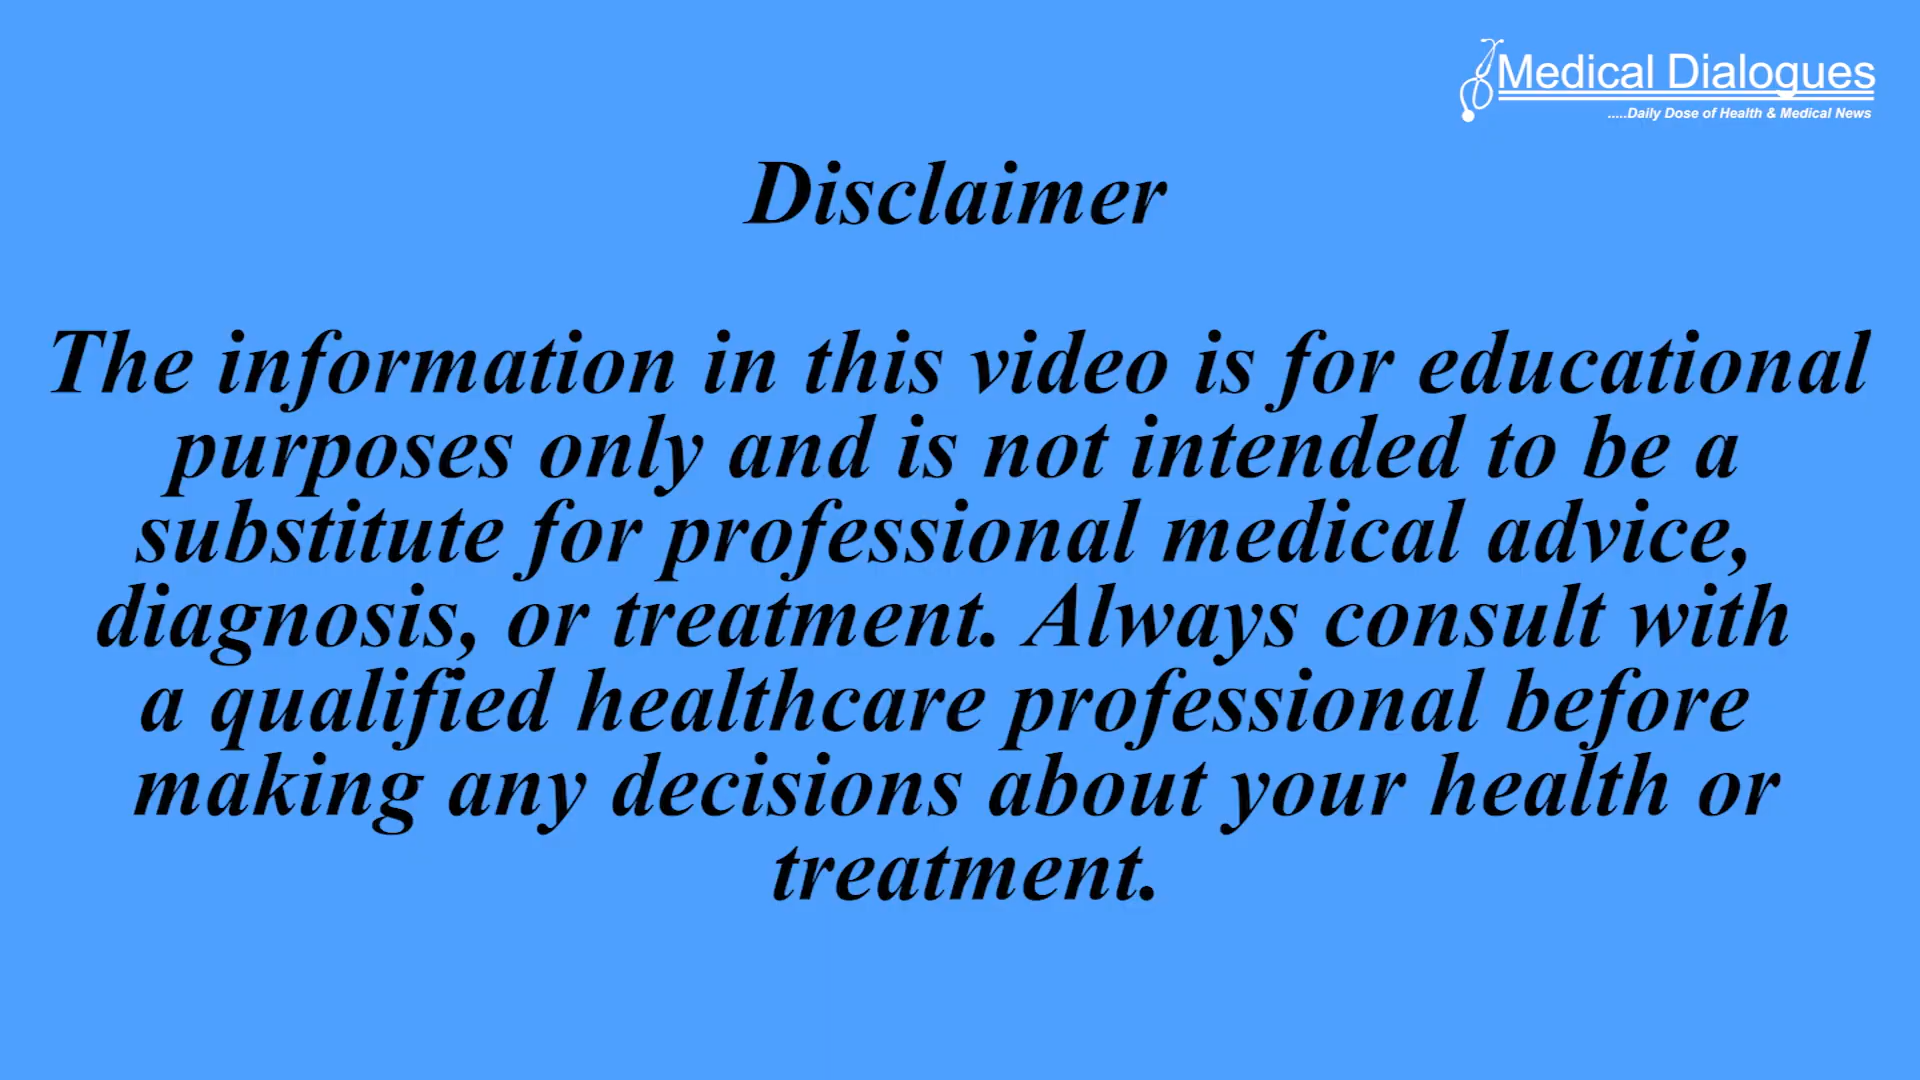 Medical Dialogues
.....Daily Dose of Health & Medical News
Disclaimer
The information in this video is for educational
purposes only and is not intended to be a
substitute for professional medical advice,
diagnosis, or treatment. Always consult with
a qualified healthcare professional before
making any decisions about your health or
treatment.